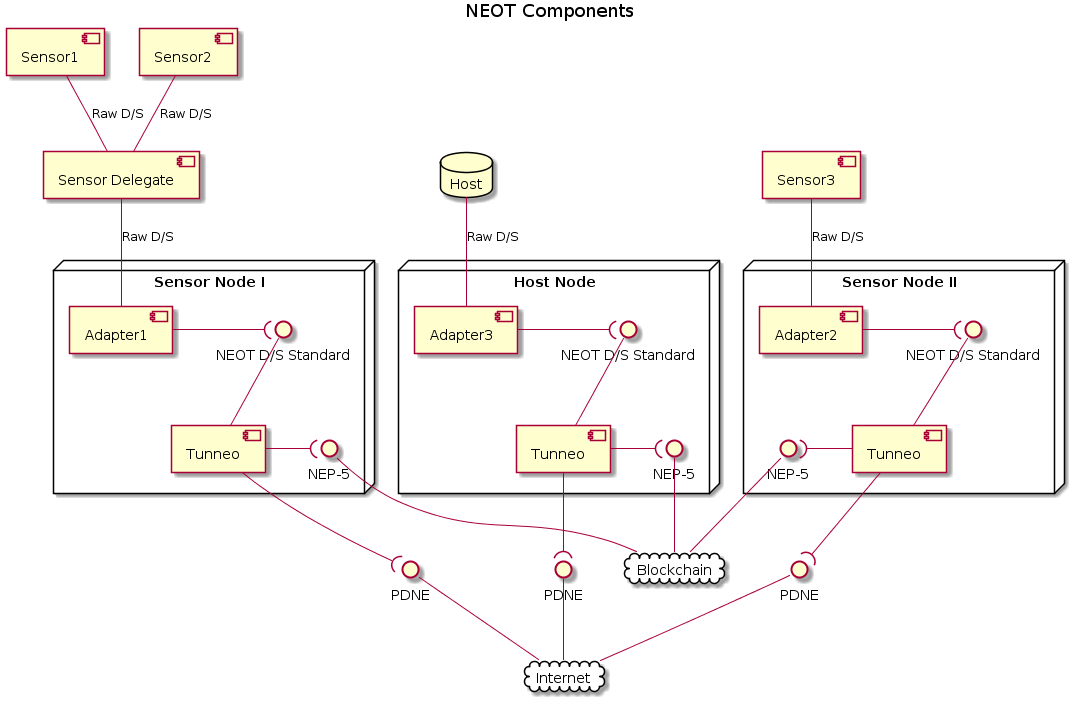 NEOT Components
Sensor1
Sensor2
Raw D/S
Raw D/S
Sensor Delegate
Host
Sensor3
Raw D/S
Raw D/S
Raw D/S
Sensor Node I
Host Node
Sensor Node II
Adapter1
NEOT D/S Standard
Adapter3
NEOT D/S Standard
Adapter2
NEOT D/S Standard
Tunneo
NEP-5
Tunneo
NEP-5
NEP-5
Tunneo
Blockchain
PDNE
PDNE
PDNE
Internet